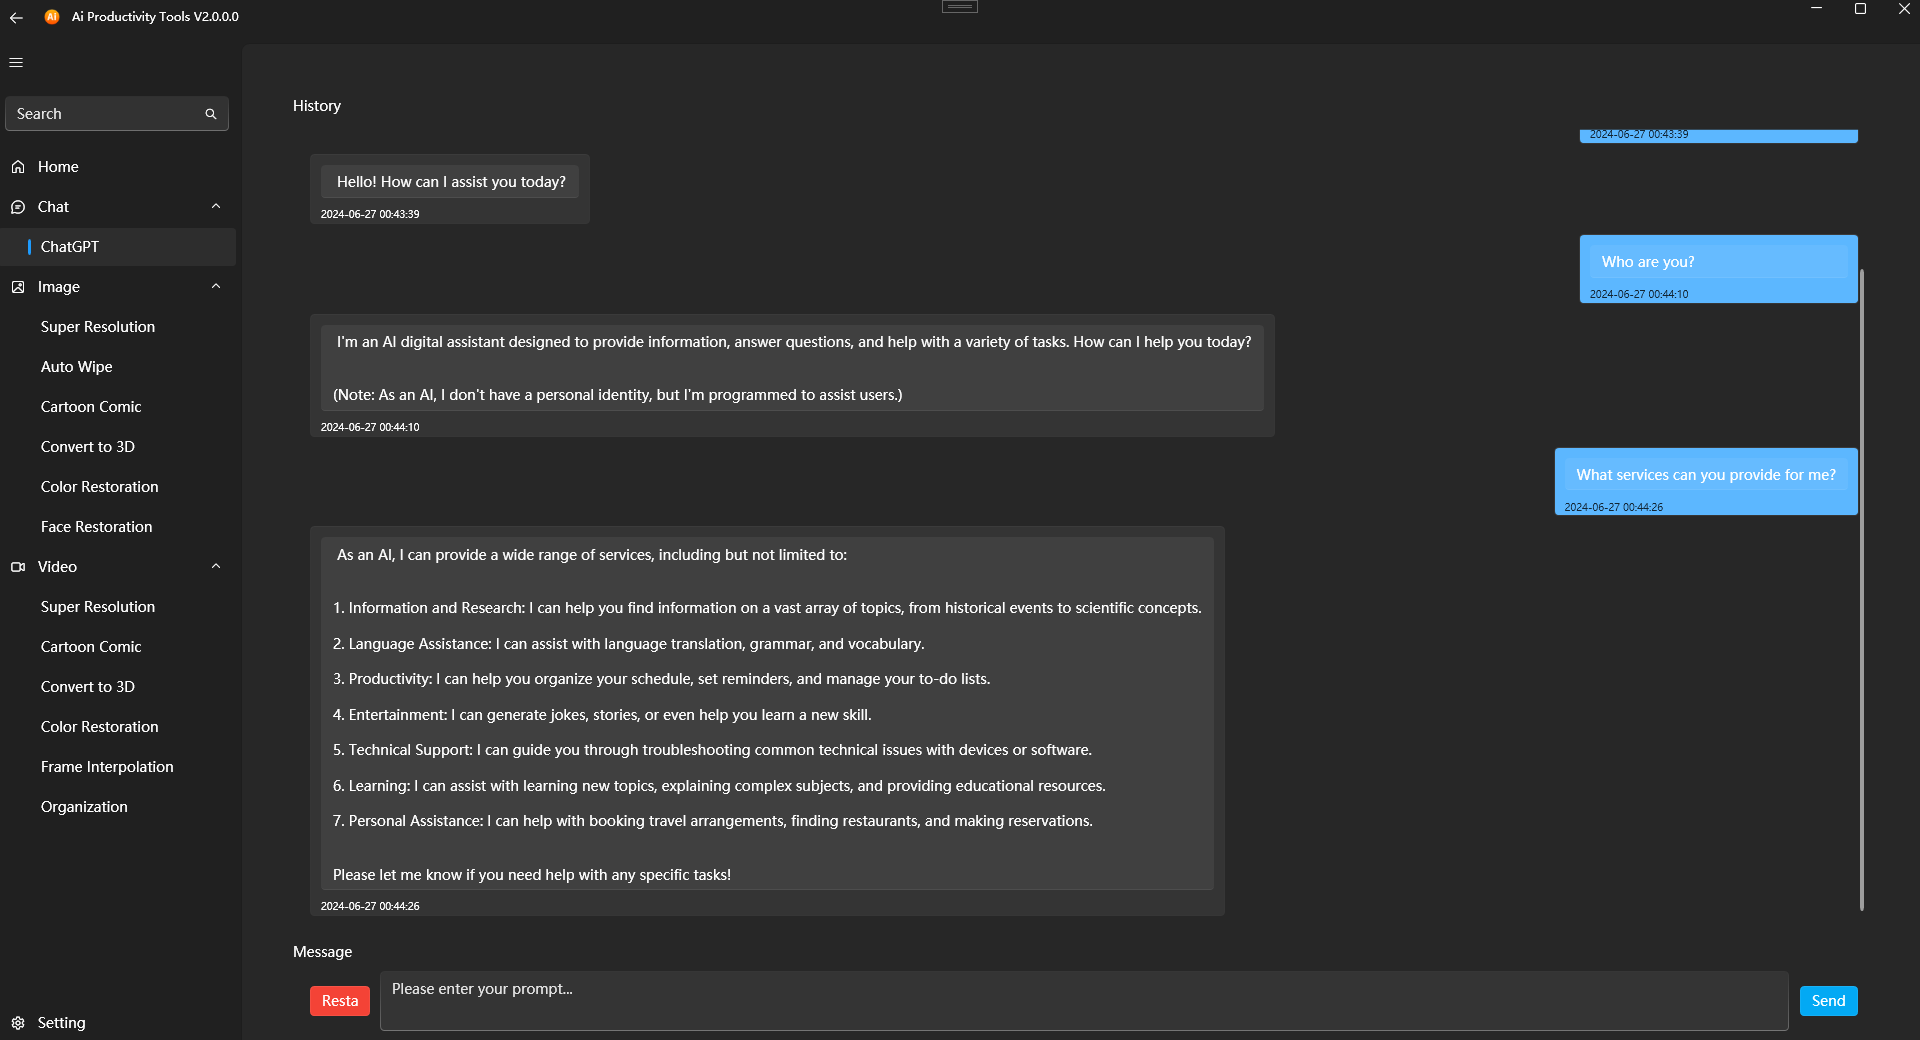 Ai Productivity Tools V2.0.0.0
Search
Home
Chat
ChatGPT
Image
Super Resolution
Auto Wipe
Cartoon Comic
Convert to 3D
Color Restoration
Face Restoration
Video
Super Resolution
Cartoon Comic
Convert to 3D
Color Restoration
Frame Interpolation
Organization
Setting
History
2024-06-27 00:43:39
Hello! How can I assist you today?
2024-06-27 00:43:39
Who are you?
2024-06-27 00:44:10
I'm an AI digital assistant designed to provide information, answer questions, and help with a variety of tasks. How can I help you today?
(Note: As an AI, I don't have a personal identity, but I'm programmed to assist users.)
2024-06-27 00:44:10
What services can you provide for me?
2024-06-27 00:44:26
As an AI, I can provide a wide range of services, including but not limited to:
1. Information and Research: I can help you find information on a vast array of topics, from historical events to scientific concepts.
2. Language Assistance: I can assist with language translation, grammar, and vocabulary.
3. Productivity: I can help you organize your schedule, set reminders, and manage your to-do lists.
4. Entertainment: I can generate jokes, stories, or even help you learn a new skill.
5. Technical Support: I can guide you through troubleshooting common technical issues with devices or software.
6. Learning: I can assist with learning new topics, explaining complex subjects, and providing educational resources.
7. Personal Assistance: I can help with booking travel arrangements, finding restaurants, and making reservations.
Please let me know if you need help with any specific tasks!
2024-06-27 00:44:26
Message
Resta
Please enter your prompt...
Send